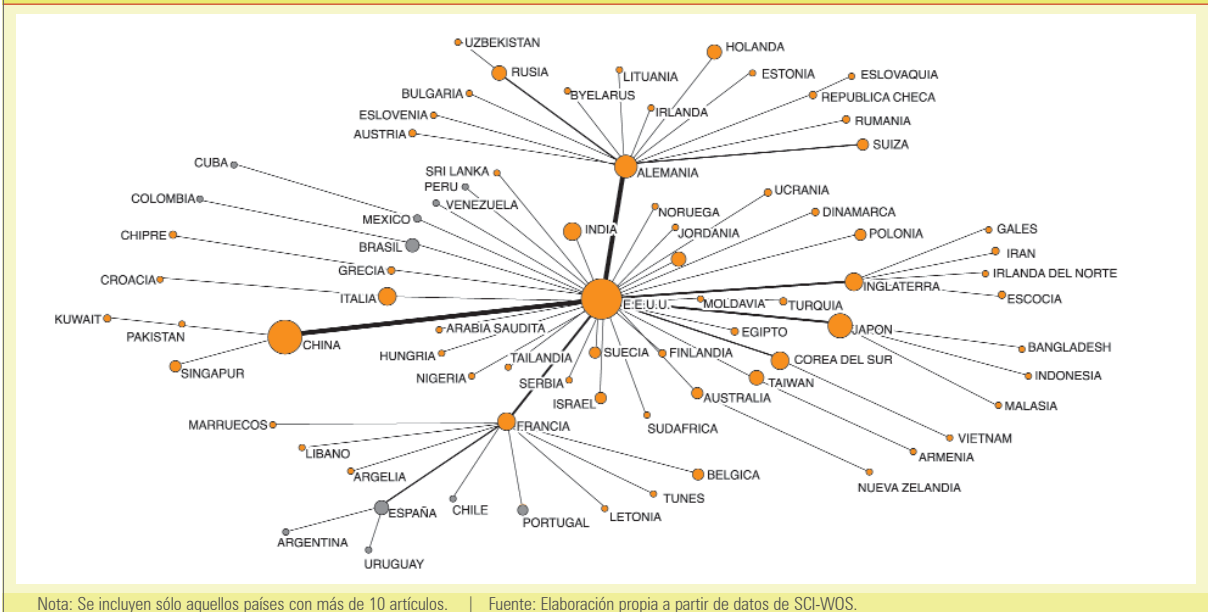 UZBEKISTAN
HOLANDA
RUSIA
LITUANIA
ESTONIA
ESLOVAQUIA
BULGARIA
BYELARUS
REPUBLICA CHECA
ESLOVENIA
IRLANDA
RUMANIA
AUSTRIA
SUIZA
CUBA
SRI LANKA
ALEMANIA
PERU
UCRANIA
COLOMBIA
VENEZUELA
NORUEGA
DINAMARCA
MEXICO
INDIA
JORDANIA
POLONIA
GALES
CHIPRE
BRASIL
IRAN
GRECIA
IRLANDA DEL NORTE
CROACIA
ITALIA
E.E.U.U.
MOLDAVIA
TURQUIA
INGLATERRA
ESCOCIA
KUWAIT
PAKISTAN
ARABIA SAUDITA
EGIPTO
JAPON
CHINA
HUNGRIA
TAILANDIA
SUECIA
FINLANDIA
COREA DEL SUR
BANGLADESH
SINGAPUR
NIGERIA
SERBIA
TAIWAN
INDONESIA
ISRAEL
AUSTRALIA
MALASIA
MARRUECOS
FRANCIA
SUDAFRICA
VIETNAM
LIBANO
ARMENIA
ARGELIA
BELGICA
NUEVA ZELANDIA
ESPAÑA
CHILE
PORTUGAL
LETONIA
TUNES
ARGENTINA
URUGUAY
Nota: Se incluyen sólo aquellos países con más de 10 artículos. | Fuente: Elaboración propia a partir de datos de SCI-WOS.